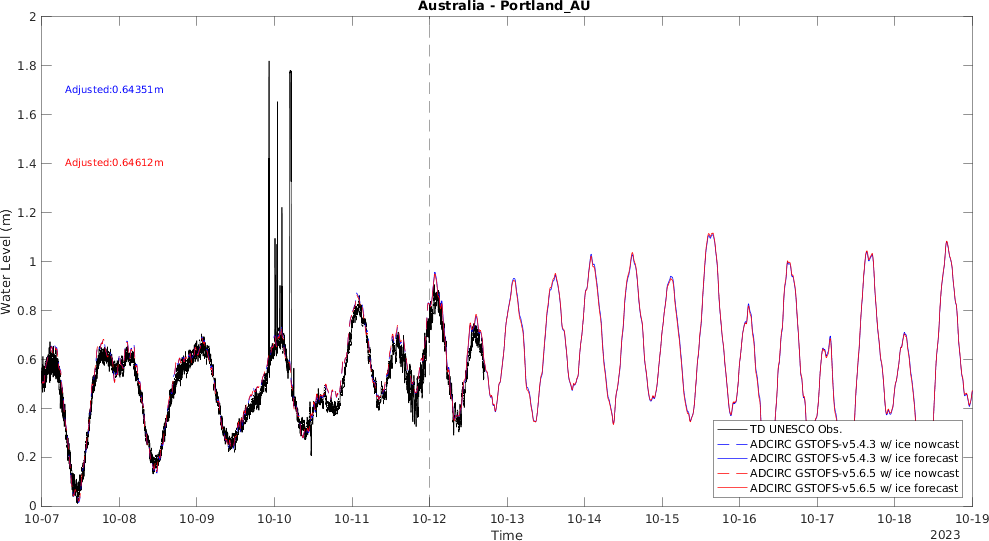 Australia - Portland_AU
2
1.8
1.6
1.4
1.2
1
0.8
0.6
0.4
0.2
0
Water Level (m)
Adjusted:0.64351m
Adjusted:0.64612m
TD UNESCO Obs.
ADCIRC GSTOFS-v5.4.3 w/ ice nowcast
ADCIRC GSTOFS-v5.4.3 w/ ice forecast
ADCIRC GSTOFS-v5.6.5 w/ ice nowcast
ADCIRC GSTOFS-v5.6.5 w/ ice forecast
10-07 10-08 10-09 10-10 10-11 10-12 10-13 10-14 10-15 10-16 10-17 10-18 10-19
Time
2023